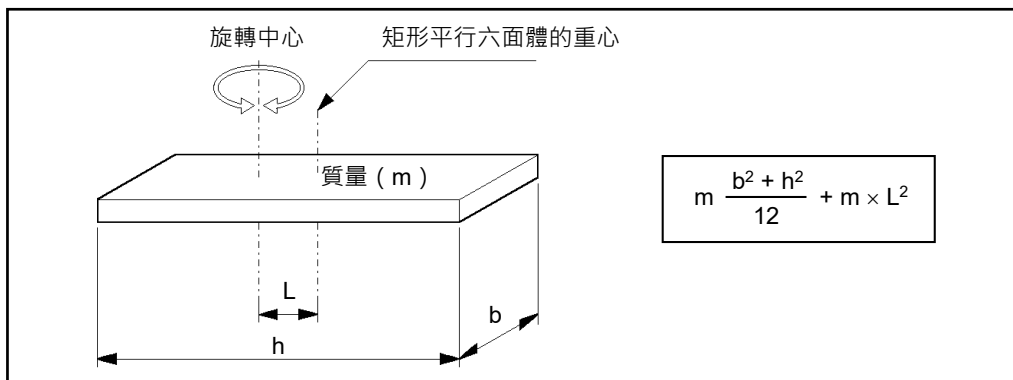 旋轉中心
矩形平行六面體的重心
質量（m）
m (b² + h²)/12 + m × L²
L
b
h